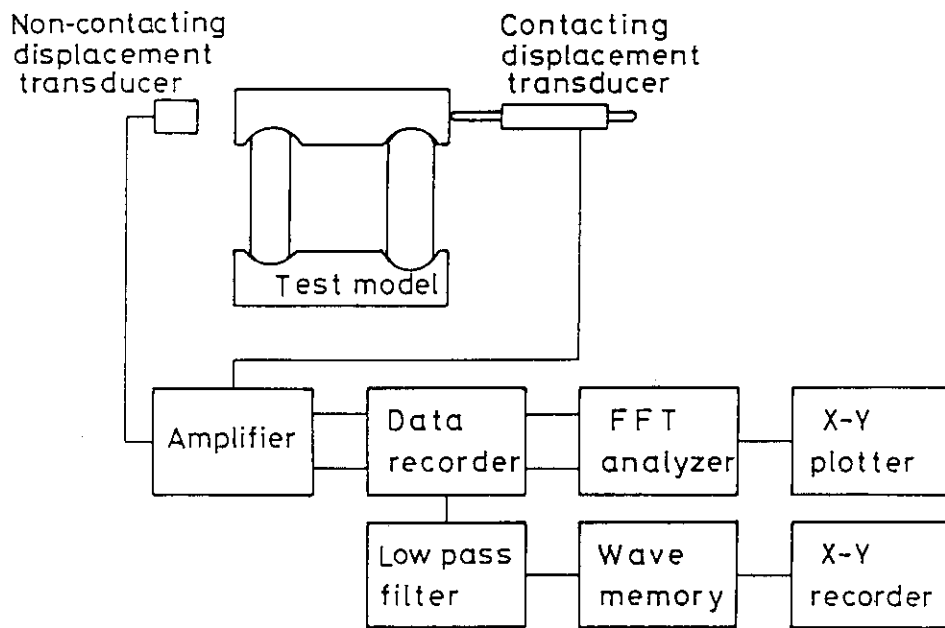 Non-contacting
displacement
transducer
Contacting
displacement
transducer
Test model
Amplifier
Data
recorder
FFT
analyzer
X-Y
plotter
Low pass
filter
Wave
memory
X-Y
recorder